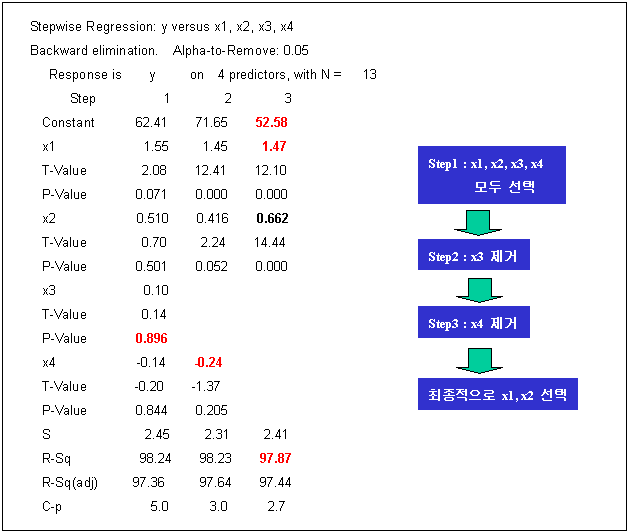 Stepwise Regression: y versus x1, x2, x3, x4
Backward elimination. Alpha-to-Remove: 0.05
Response is y on 4 predictors, with N = 13
Step 1 2 3
Constant 62.41 71.65 52.58
x1 1.55 1.45 1.47
T-Value 2.08 12.41 12.10
P-Value 0.071 0.000 0.000
x2 0.510 0.416 0.662
T-Value 0.70 2.24 14.44
P-Value 0.501 0.052 0.000
x3 0.10
T-Value 0.14
P-Value 0.896
x4 -0.14 -0.24
T-Value -0.20 -1.37
P-Value 0.844 0.205
S 2.45 2.31 2.41
R-Sq 98.24 98.23 97.87
R-Sq(adj) 97.36 97.64 97.44
C-p 5.0 3.0 2.7
Step1 : x1, x2, x3, x4
모두 선택
Step2 : x3 제거
Step3 : x4 제거
최종적으로 x1, x2 선택